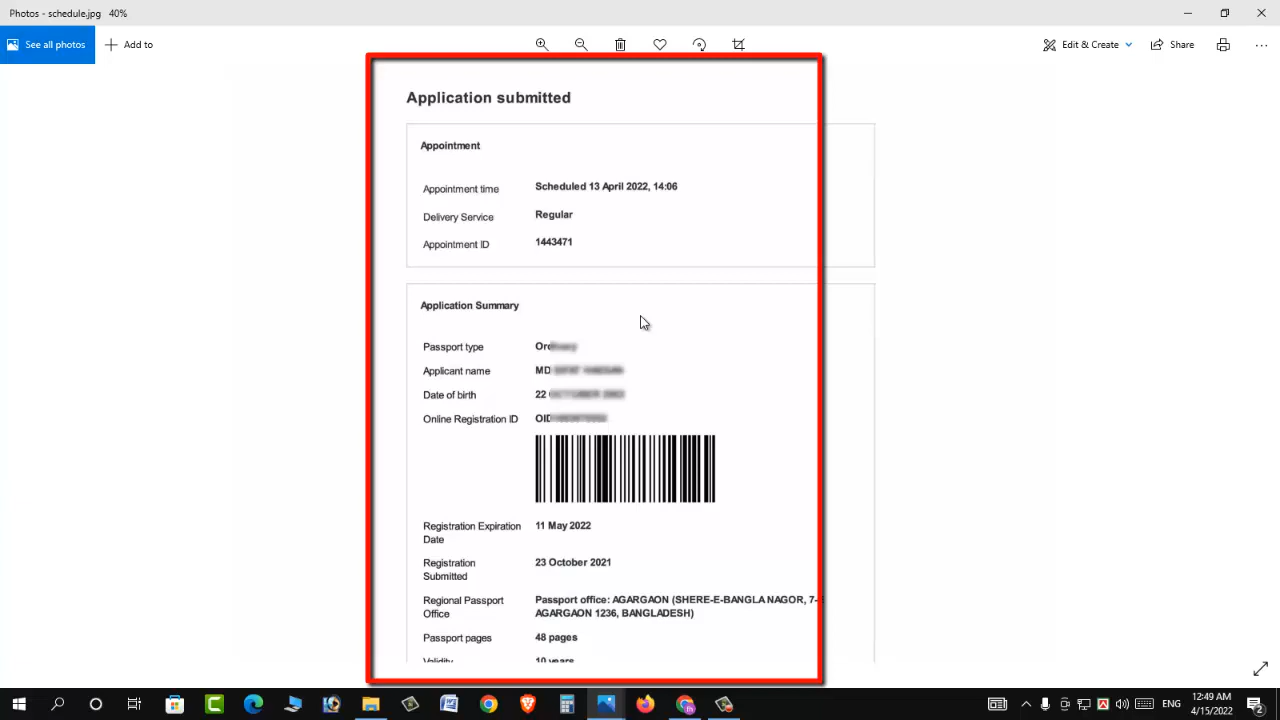 Photos - schedule.jpg 40%
See all photos
Add to
Edit & Create
Share
Application submitted
Appointment
Appointment time Scheduled 13 April 2022, 14:06
Delivery Service Regular
Appointment ID 1443471
Application Summary
Passport type
Applicant name MD
Date of birth 22
Online Registration ID OID
Registration Expiration 11 May 2022
Date
Registration 23 October 2021
Submitted
Regional Passport Passport office: AGARGAON (SHERE-E-BANGLA NAGOR, 7-
Office AGARGAON 1236, BANGLADESH)
Passport pages 48 pages
Validity 10 years
ENG
12:49 AM
4/15/2022
2